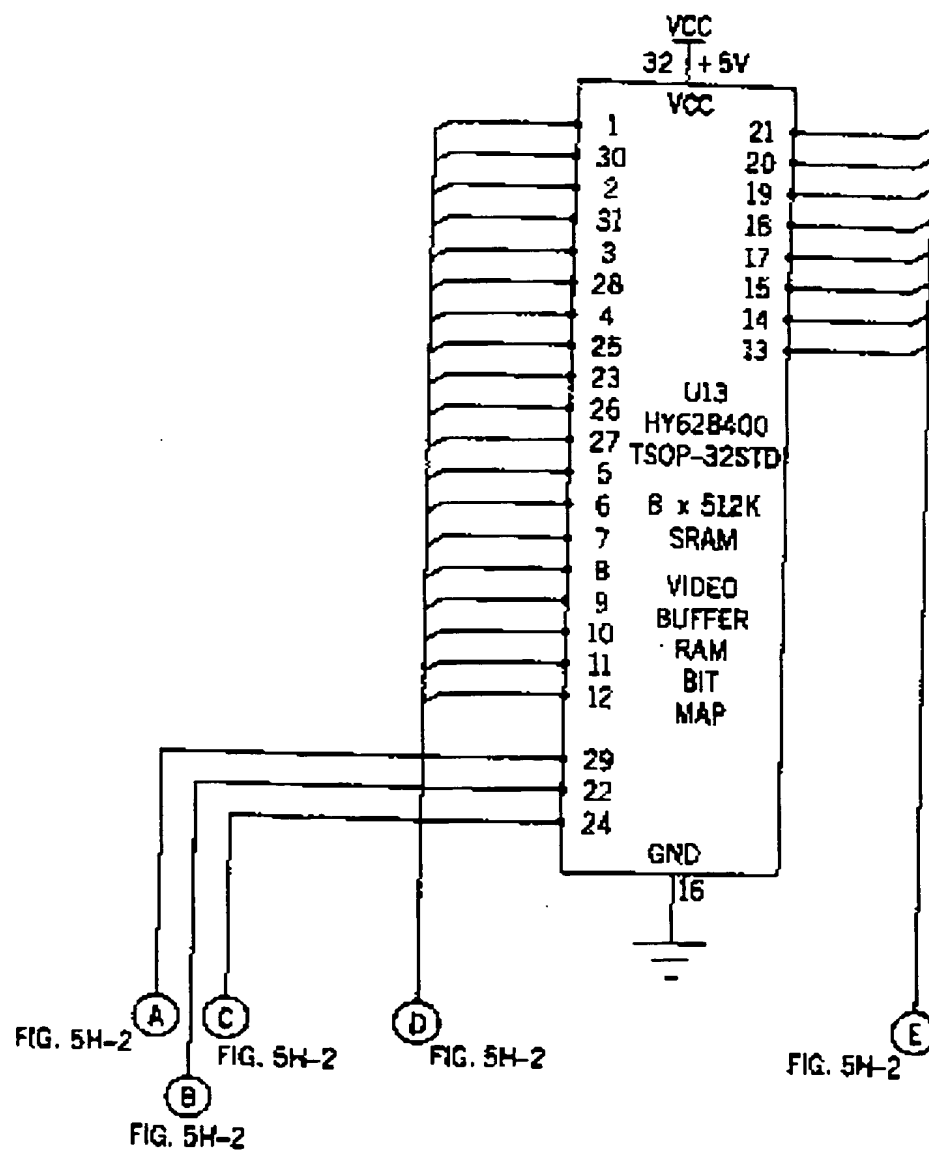 VCC
32 +5V
VCC
1
30
2
31
3
28
4
25
23
26
27
5
6
7
8
9
10
11
12
29
22
24
21
20
19
18
17
15
14
13
U13
HY628400
TSOP-32STD
8 x 512K
SRAM
VIDEO
BUFFER
RAM
BIT
MAP
GND
16
A
FIG. 5H-2
B
FIG. 5H-2
C
FIG. 5H-2
D
FIG. 5H-2
E
FIG. 5H-2